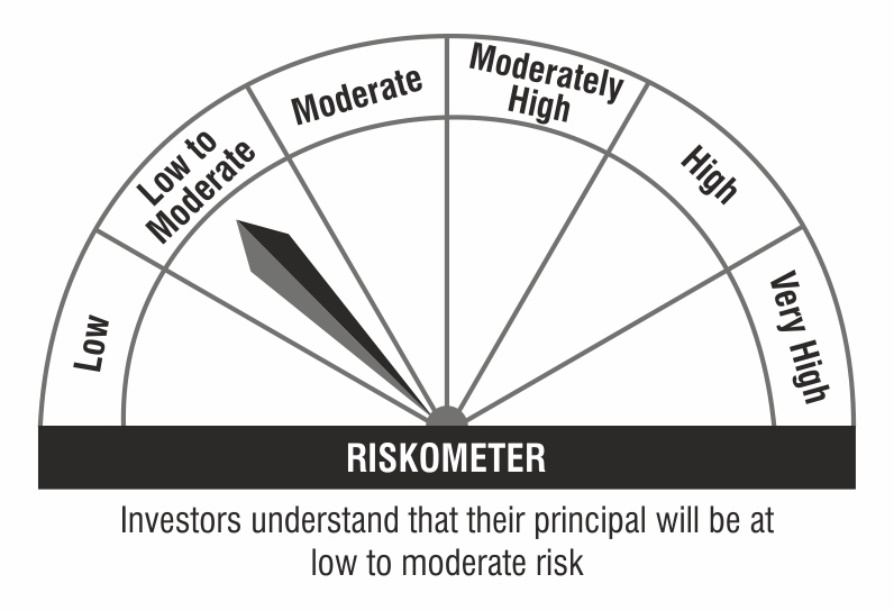 Low
Low to
Moderate
Moderate
Moderately
High
High
Very High
RISKOMETER
Investors understand that their principal will be at
low to moderate risk